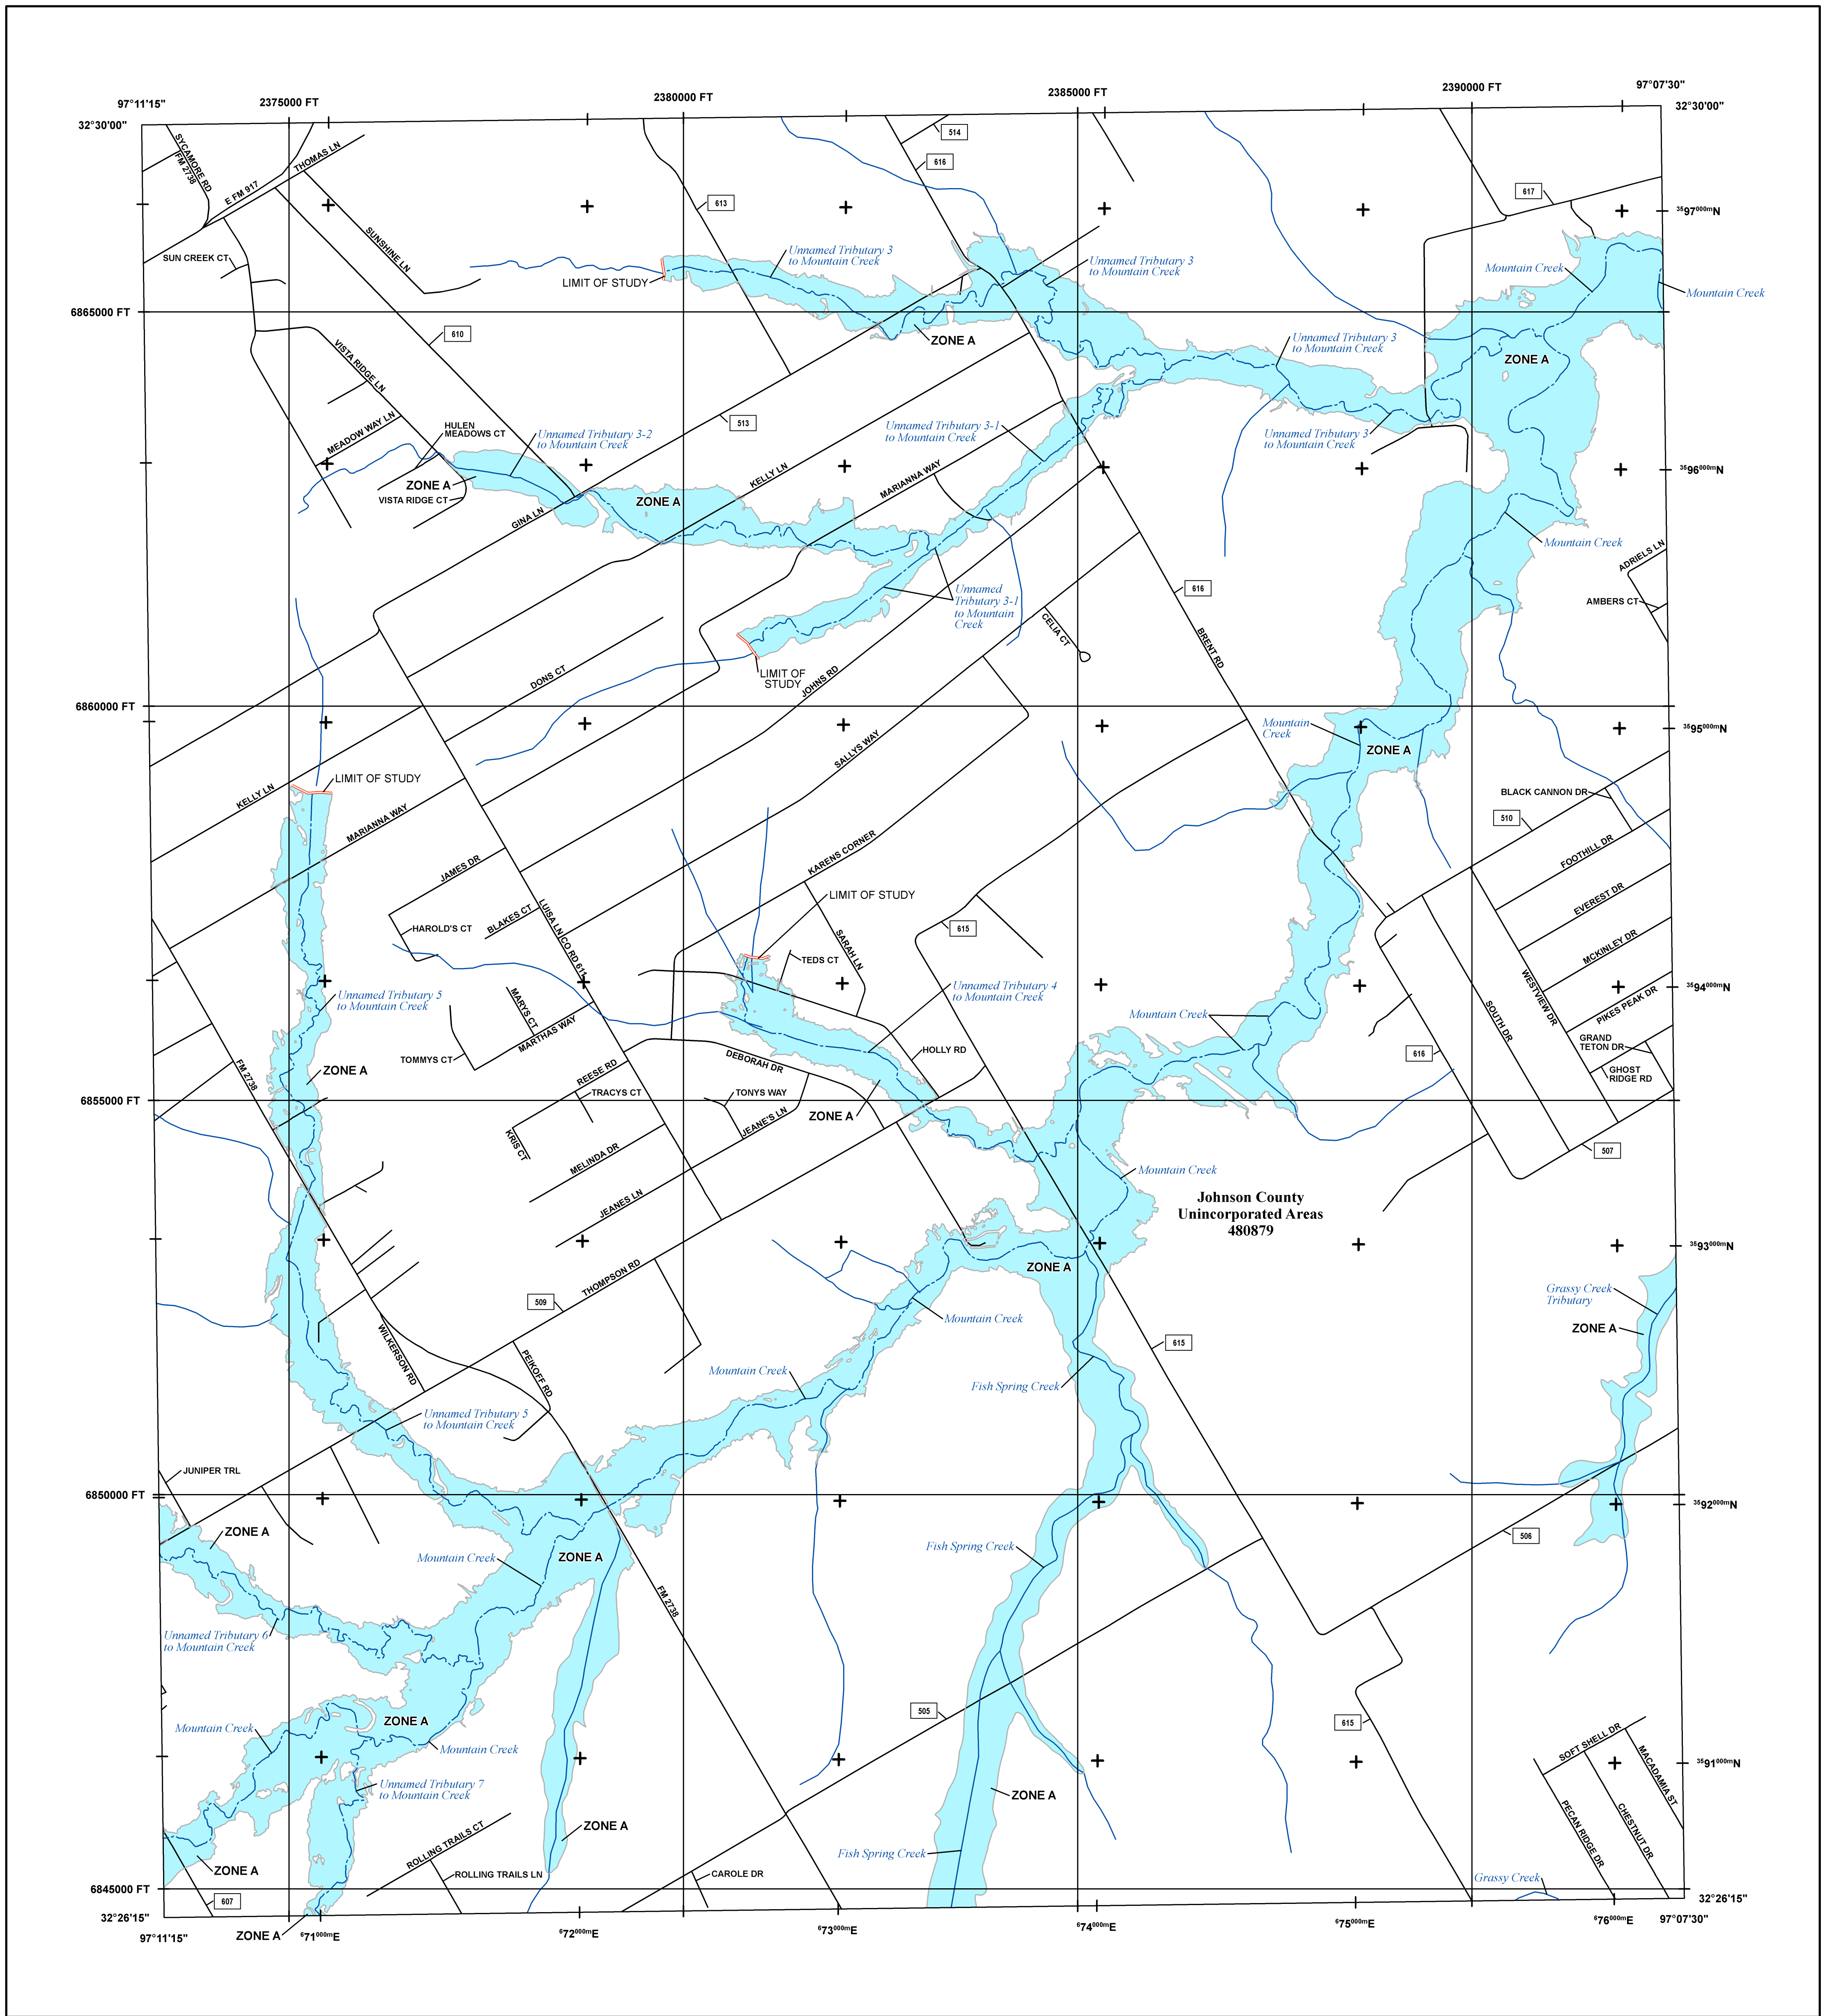 2375000 FT
2380000 FT
2385000 FT
2390000 FT
97°11'15"
97°07'30"
32°30'00"
32°30'00"
SYCAMORE RD
FM 2738
E FM 917
THOMAS LN
514
616
613
617
3597000mN
SUNSHINE LN
SUN CREEK CT
Unnamed Tributary 3
to Mountain Creek
LIMIT OF STUDY
Unnamed Tributary 3
to Mountain Creek
Mountain Creek
Mountain Creek
6865000 FT
610
ZONE A
Unnamed Tributary 3
to Mountain Creek
ZONE A
VISTA RIDGE LN
MEADOW WAY LN
HULEN
MEADOWS CT
Unnamed Tributary 3-2
to Mountain Creek
513
Unnamed Tributary 3-1
to Mountain Creek
Unnamed Tributary 3
to Mountain Creek
3596000mN
KELLY LN
MARIANNA WAY
ZONE A
VISTA RIDGE CT
ZONE A
GINA LN
Mountain Creek
ADRIELS LN
AMBERS CT
616
Unnamed
Tributary 3-1
to Mountain
Creek
CELIA CT
BRENT RD
DONS CT
LIMIT OF
STUDY
JOHNS RD
6860000 FT
Mountain
Creek
3595000mN
SALLYS WAY
ZONE A
LIMIT OF STUDY
KELLY LN
MARIANNA WAY
BLACK CANNON DR
510
FOOTHILL DR
KARENS CORNER
JAMES DR
LIMIT OF STUDY
EVEREST DR
LUISA LN/CO RD 611
BLAKES CT
HAROLD'S CT
615
SARAH LN
MCKINLEY DR
TEDS CT
WESTVIEW DR
Unnamed Tributary 5
to Mountain Creek
MARYS CT
Unnamed Tributary 4
to Mountain Creek
3594000mN
PIKES PEAK DR
SOUTH DR
Mountain Creek
MARTHAS WAY
TOMMYS CT
DEBORAH DR
HOLLY RD
GRAND
TETON DR
616
GHOST
RIDGE RD
ZONE A
FM 2738
REESE RD
TRACYS CT
TONYS WAY
6855000 FT
ZONE A
JEANE'S LN
KRIS CT
MELINDA DR
507
Mountain Creek
JEANES LN
Johnson County
Unincorporated Areas
480879
3593000mN
ZONE A
THOMPSON RD
Grassy Creek
Tributary
509
Mountain Creek
ZONE A
615
WILKERSON RD
PEIKOFF RD
Mountain Creek
Fish Spring Creek
Unnamed Tributary 5
to Mountain Creek
JUNIPER TRL
6850000 FT
3592000mN
ZONE A
506
Mountain Creek
ZONE A
Fish Spring Creek
FM 2738
Unnamed Tributary 6
to Mountain Creek
505
615
ZONE A
Mountain Creek
Mountain Creek
SOFT SHELL DR
MACADAMIA ST
3591000mN
Unnamed Tributary 7
to Mountain Creek
ZONE A
PECAN RIDGE DR
CHESTNUT DR
ZONE A
ROLLING TRAILS CT
Fish Spring Creek
ZONE A
ROLLING TRAILS LN
CAROLE DR
Grassy Creek
6845000 FT
607
32°26'15"
32°26'15"
97°11'15"
ZONE A
671000mE
672000mE
673000mE
674000mE
675000mE
676000mE
97°07'30"